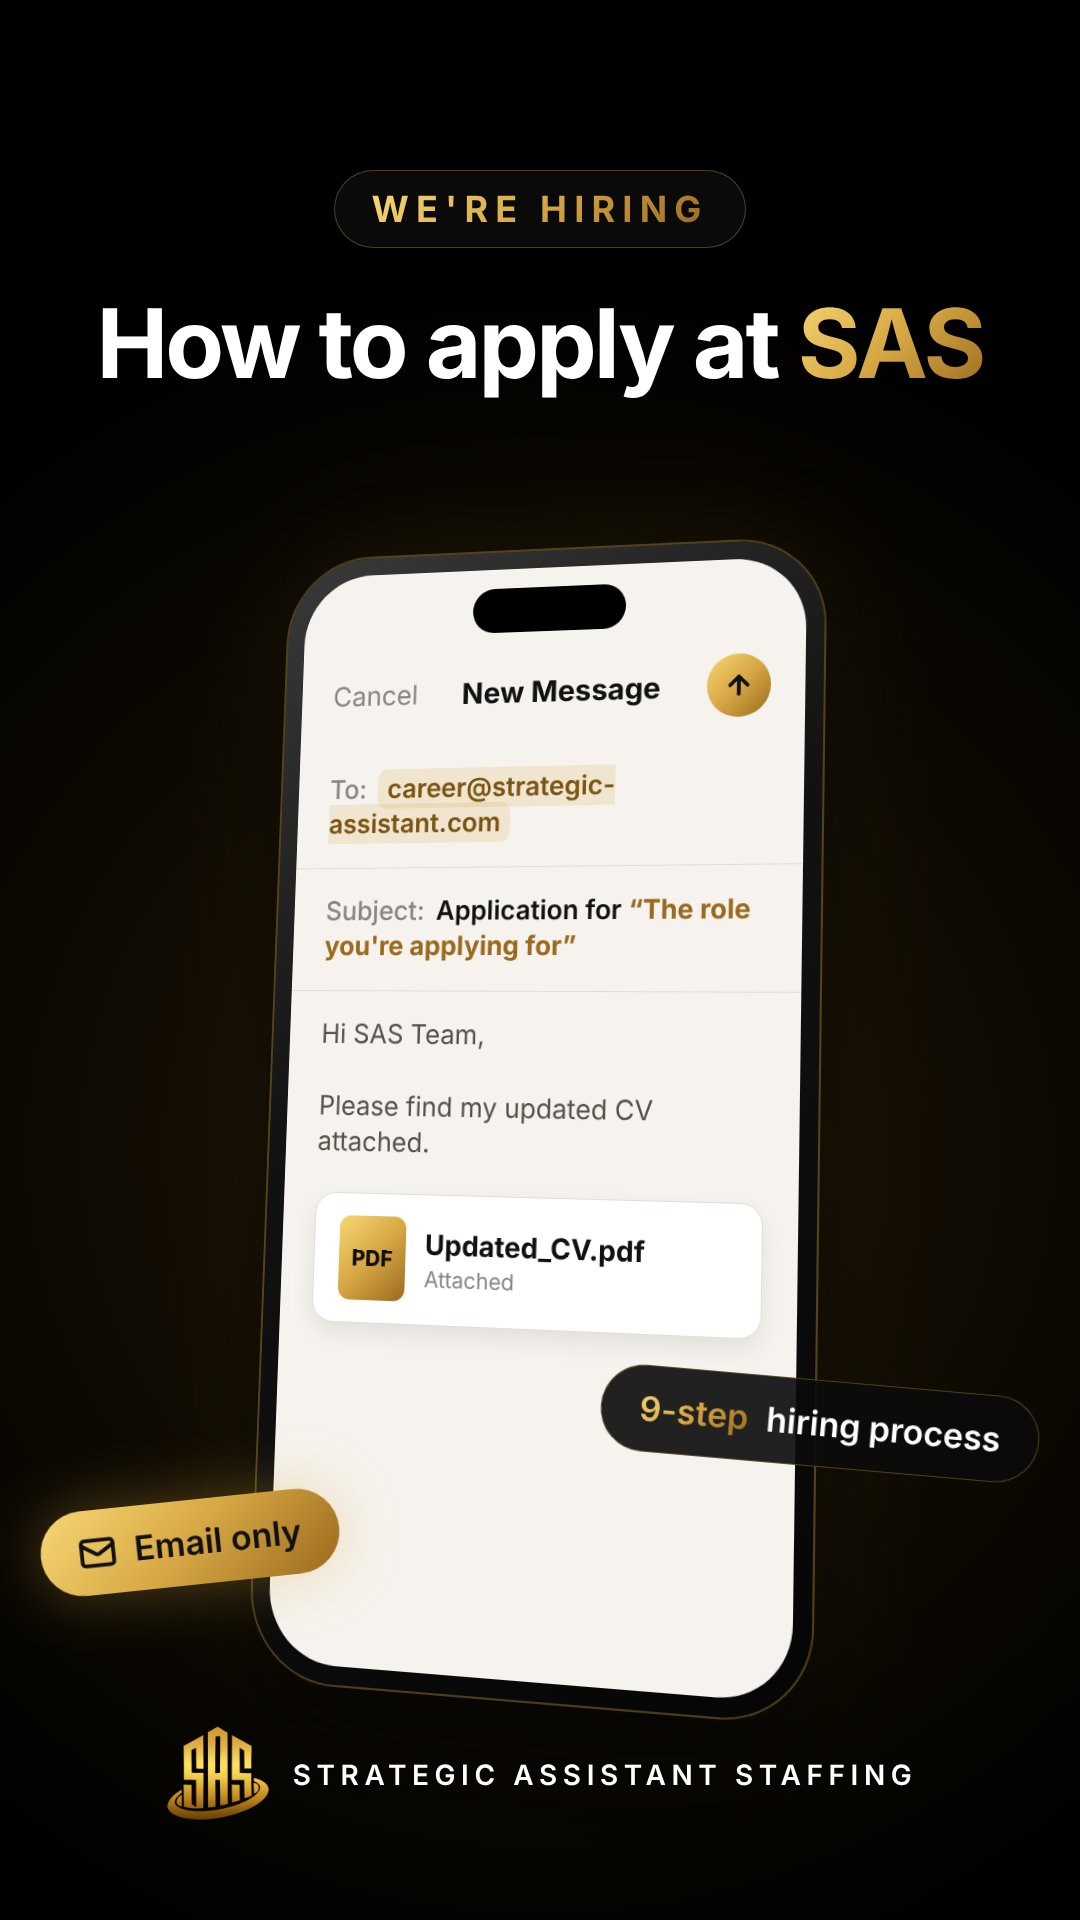 WE'RE HIRING
How to apply at SAS
Cancel
New Message
To: career@strategic-
assistant.com
Subject: Application for “The role
you're applying for”
Hi SAS Team,
Please find my updated CV
attached.
PDF
Updated_CV.pdf
Attached
9-step hiring process
Email only
SAS
STRATEGIC ASSISTANT STAFFING